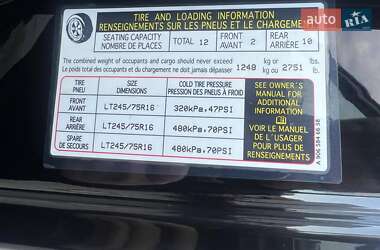 AUTO RIA
TIRE AND LOADING INFORMATION
RENSEIGNEMENTS SUR LES PNEUS ET LE CHARGEMENT
SEATING CAPACITY
NOMBRE DE PLACES
TOTAL 12
FRONT
AVANT 2
REAR
ARRIÈRE 10
The combined weight of occupants and cargo should never exceed
Le poids total des occupants et du chargement ne doit jamais dépasser
1248 kg or
kg ou 2751 lbs.
lb.
TIRE
PNEU
SIZE
DIMENSIONS
COLD TIRE PRESSURE
PRESSION DES PNEUS À FROID
FRONT
AVANT
LT245/75R16
320kPa,47PSI
REAR
ARRIÈRE
LT245/75R16
480kPa,70PSI
SPARE
DE SECOURS
LT245/75R16
480kPa,70PSI
SEE OWNER'S
MANUAL FOR
ADDITIONAL
INFORMATION
VOIR LE MANUEL
DE L'USAGER
POUR PLUS DE
RENSEIGNEMENTS